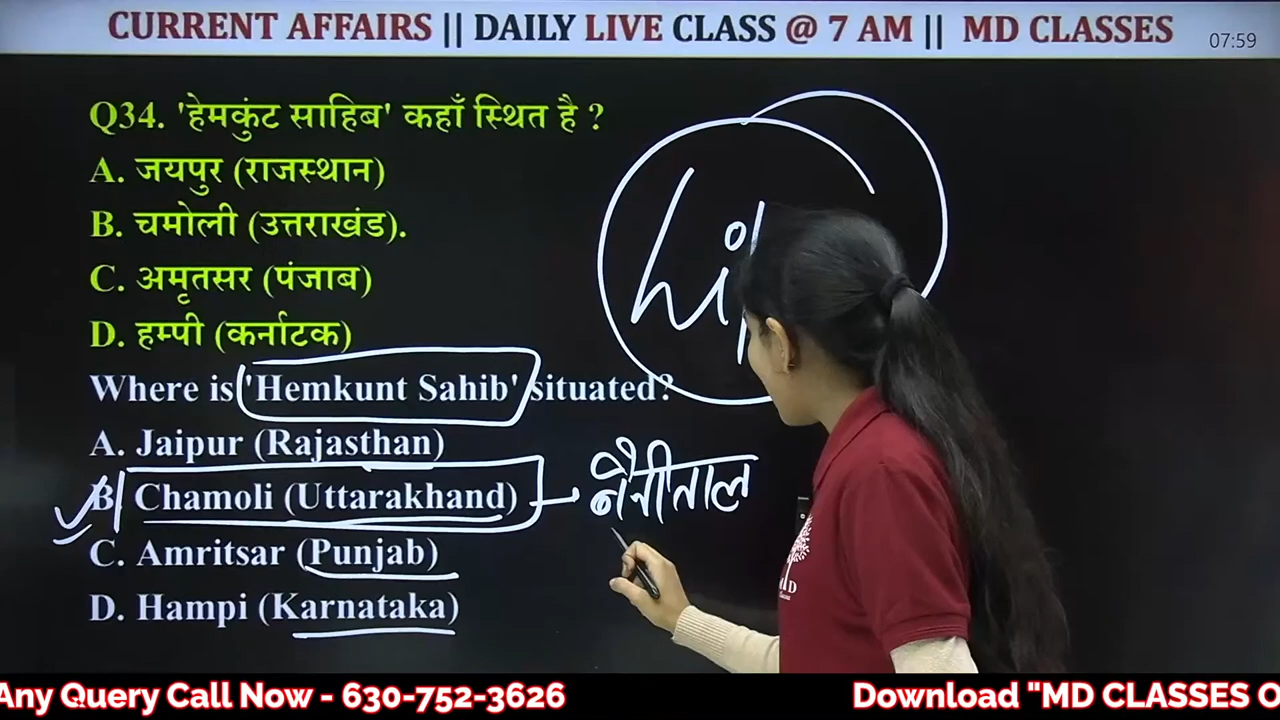 CURRENT AFFAIRS || DAILY LIVE CLASS @ 7 AM || MD CLASSES
07:59
Q34. 'हेमकुंट साहिब' कहाँ स्थित है ?
A. जयपुर (राजस्थान)
B. चमोली (उत्तराखंड).
C. अमृतसर (पंजाब)
D. हम्पी (कर्नाटक)
Where is 'Hemkunt Sahib' situated?
A. Jaipur (Rajasthan)
B Chamoli (Uttarakhand) नैनीताल
C. Amritsar (Punjab)
D. Hampi (Karnataka)
Any Query Call Now - 630-752-3626 Download "MD CLASSES